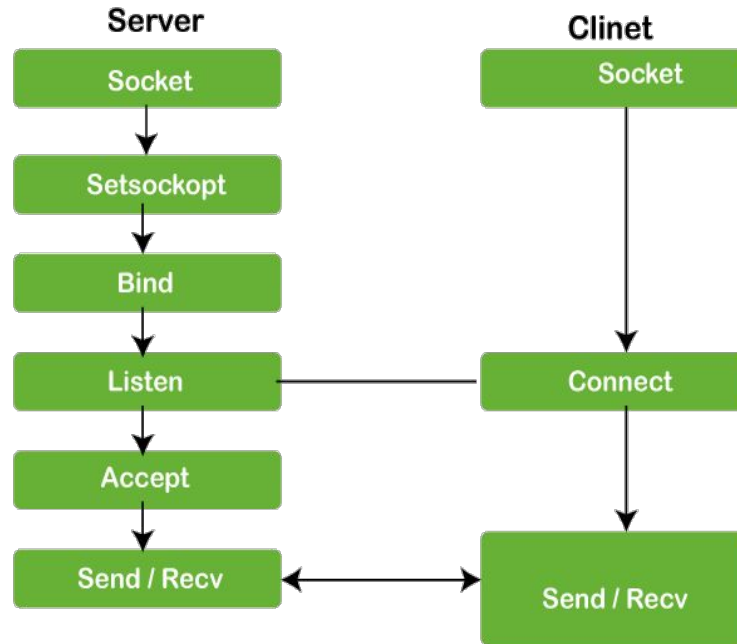 Server
Socket
Setsockopt
Bind
Listen
Accept
Send / Recv
Clinet
Socket
Connect
Send / Recv